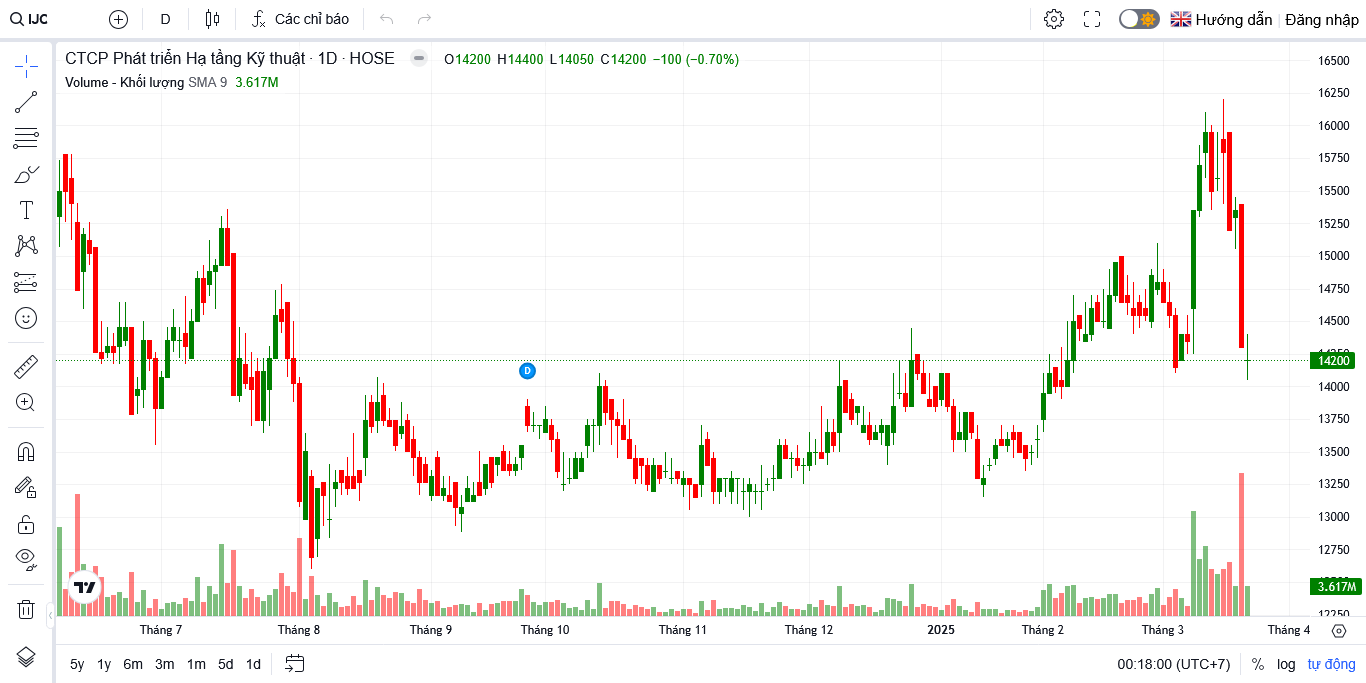 IJC
D
Các chỉ báo
Hướng dẫn
Đăng nhập
CTCP Phát triển Hạ tầng Kỹ thuật · 1D · HOSE
O14200 H14400 L14050 C14200 −100 (−0.70%)
Volume - Khối lượng SMA 9 3.617M
16500
16250
16000
15750
15500
15250
15000
14750
14500
14250
14200
14000
13750
13500
13250
13000
12750
3.617M
12250
D
Tháng 7
Tháng 8
Tháng 9
Tháng 10
Tháng 11
Tháng 12
2025
Tháng 2
Tháng 3
Tháng 4
5y 1y 6m 3m 1m 5d 1d
00:18:00 (UTC+7)
% log tự động